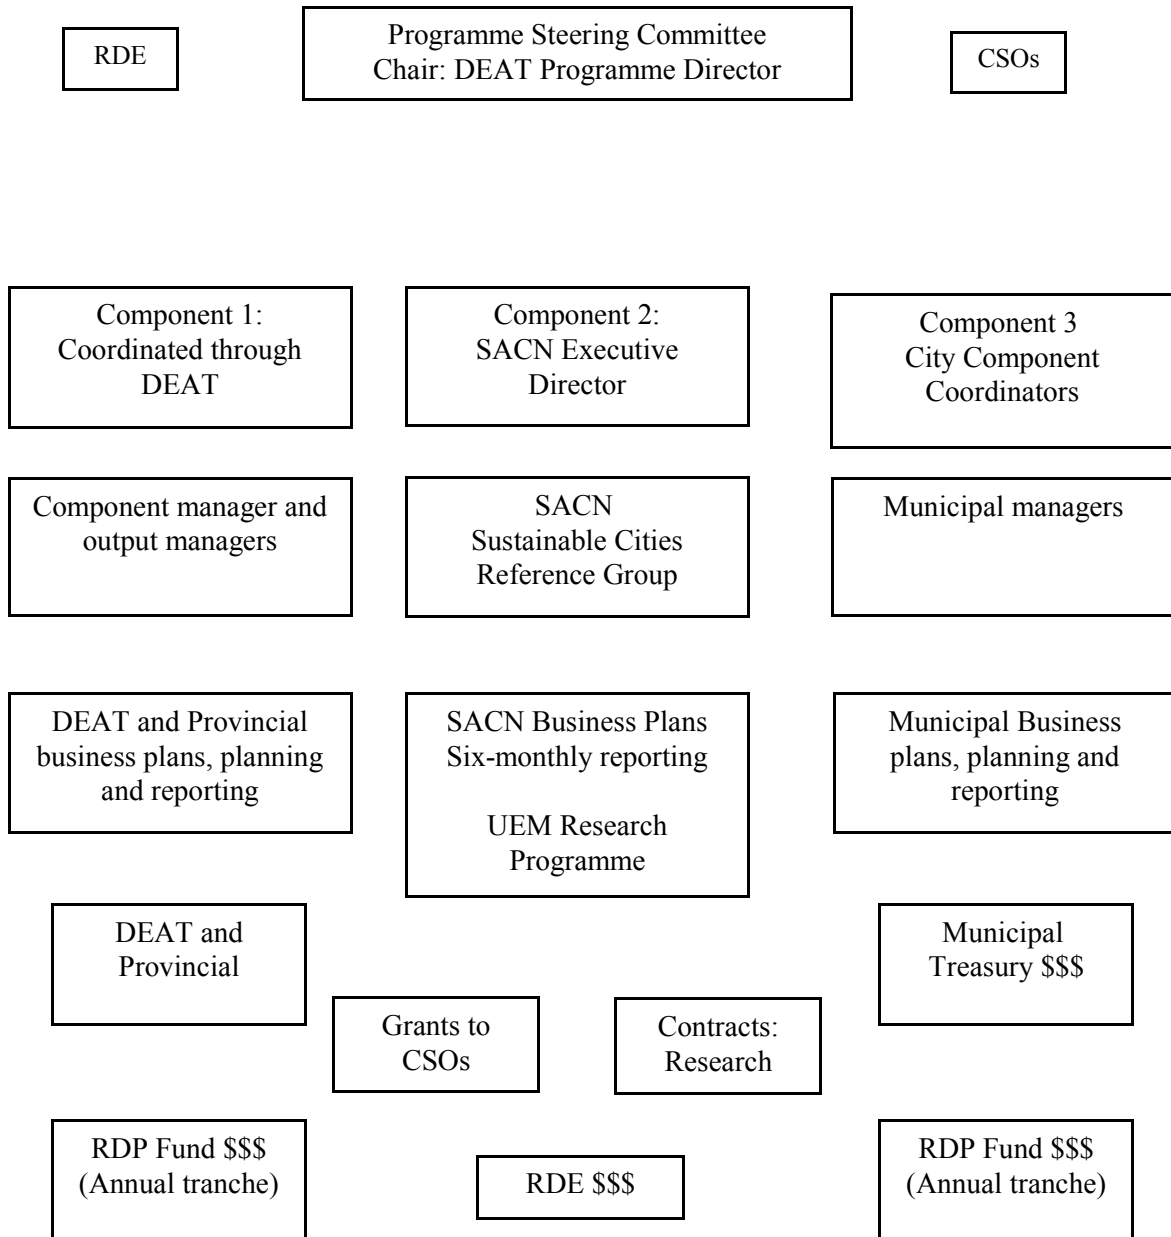 RDE
Programme Steering Committee
Chair: DEAT Programme Director
CSOs
Component 1:
Coordinated through
DEAT
Component 2:
SACN Executive
Director
Component 3
City Component
Coordinators
Component manager and
output managers
SACN
Sustainable Cities
Reference Group
Municipal managers
DEAT and Provincial
business plans, planning
and reporting
SACN Business Plans
Six-monthly reporting
UEM Research
Programme
Municipal Business
plans, planning and
reporting
DEAT and
Provincial
Municipal
Treasury $$$
Grants to
CSOs
Contracts:
Research
RDP Fund $$$
(Annual tranche)
RDE $$$
RDP Fund $$$
(Annual tranche)